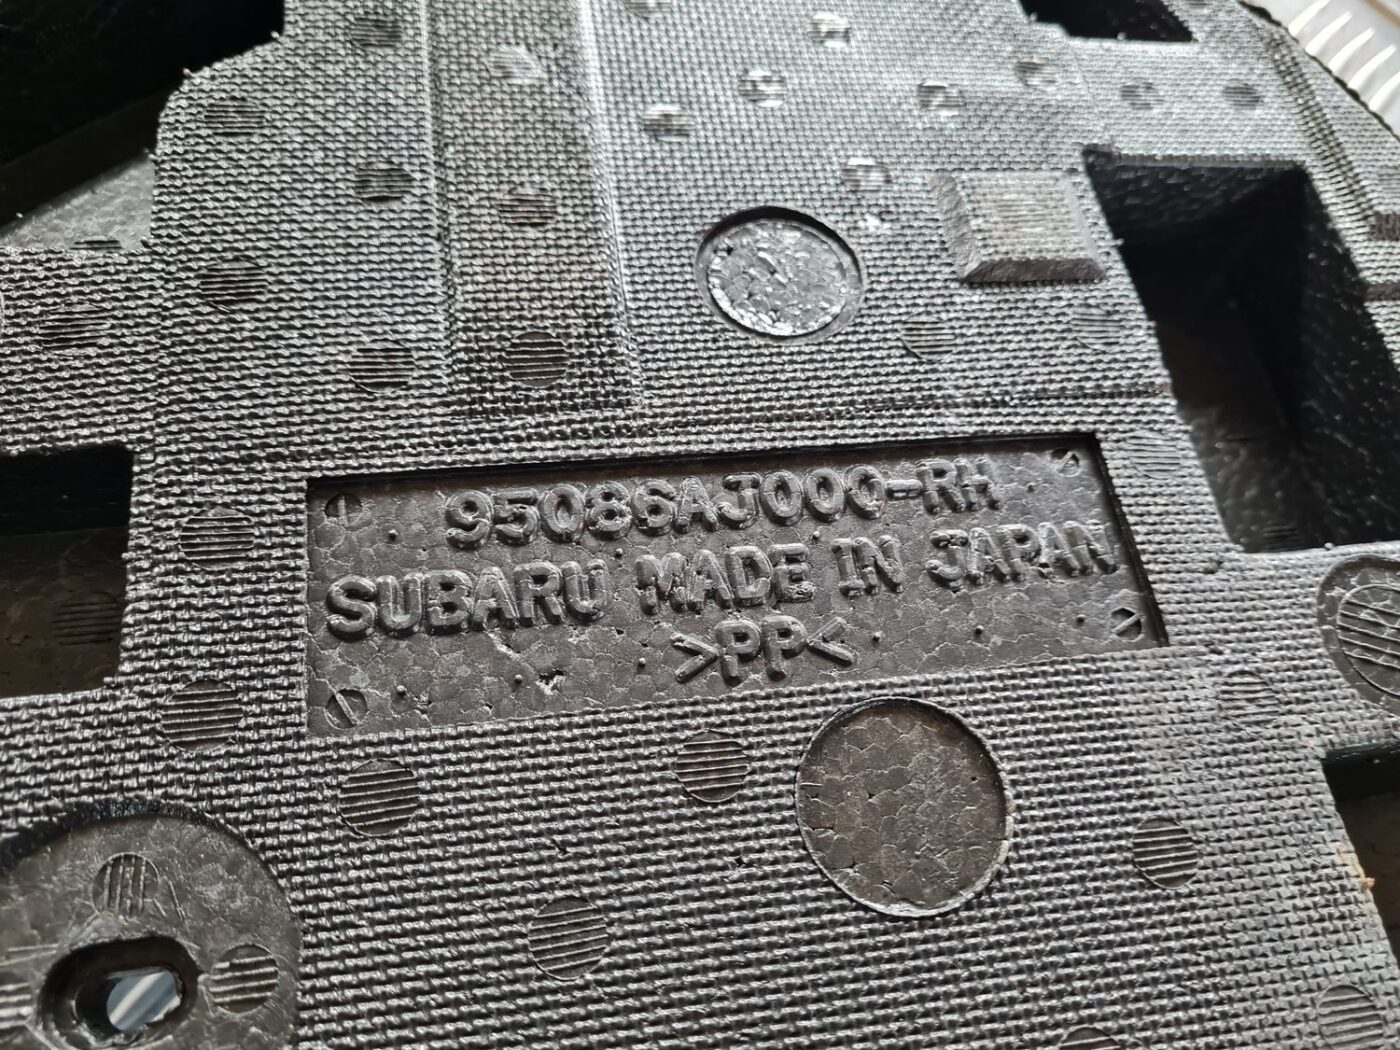 95086AJ000-RH
SUBARU MADE IN JAPAN
>PP<